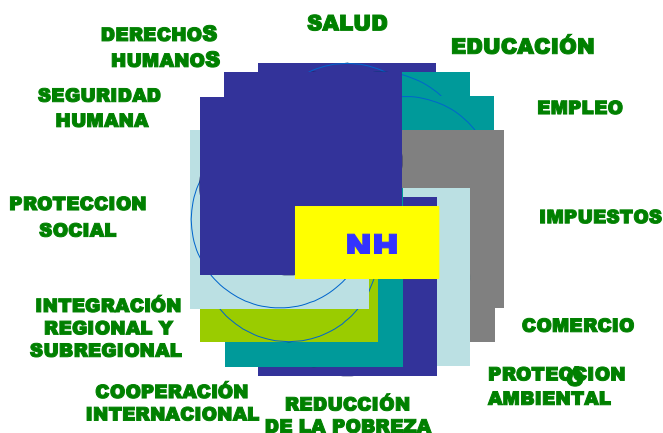 SALUD
DERECHOS
HUMANOS
EDUCACIÓN
SEGURIDAD
HUMANA
EMPLEO
PROTECCION
SOCIAL
NH
IMPUESTOS
INTEGRACIÓN
REGIONAL Y
SUBREGIONAL
COMERCIO
PROTECCION
AMBIENTAL
COOPERACIÓN
INTERNACIONAL
REDUCCIÓN
DE LA POBREZA